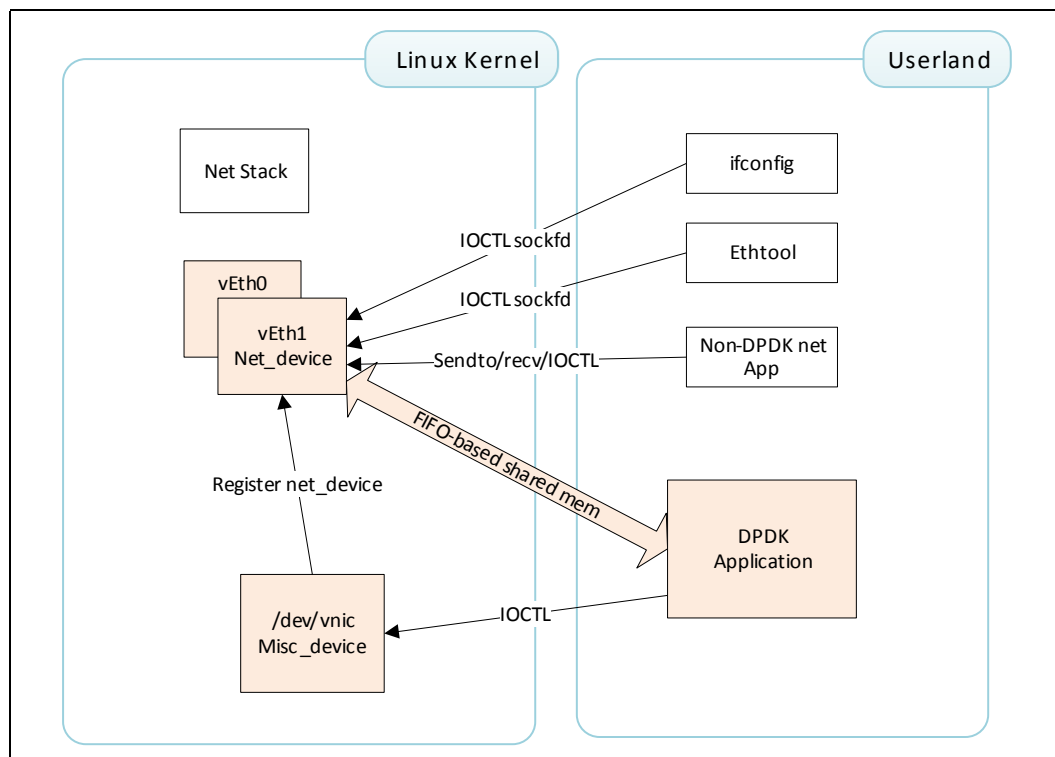 Linux Kernel
Userland
Net Stack
ifconfig
IOCTL sockfd
Ethtool
vEth0
IOCTL sockfd
vEth1
Net_device
Sendto/recv/IOCTL
Non-DPDK net
App
FIFO-based shared mem
Register net_device
DPDK
Application
/dev/vnic
Misc_device
IOCTL